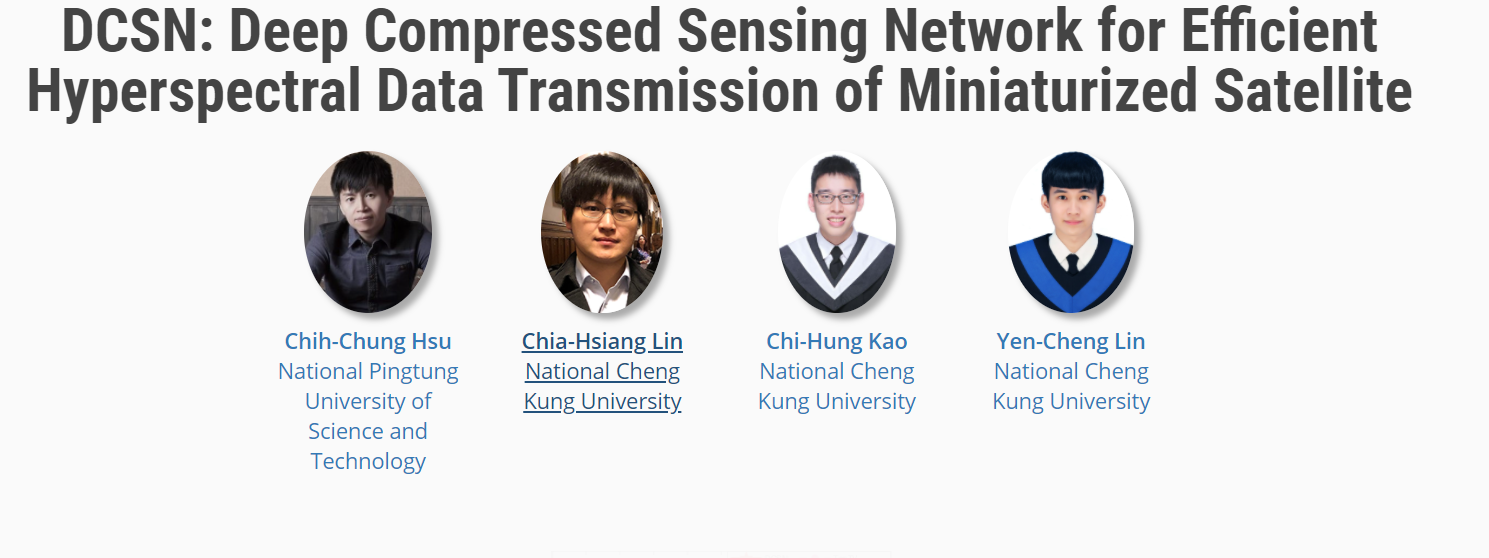 DCSN: Deep Compressed Sensing Network for Efficient
Hyperspectral Data Transmission of Miniaturized Satellite
Chih-Chung Hsu
National Pingtung
University of
Science and
Technology
Chia-Hsiang Lin
National Cheng
Kung University
Chi-Hung Kao
National Cheng
Kung University
Yen-Cheng Lin
National Cheng
Kung University